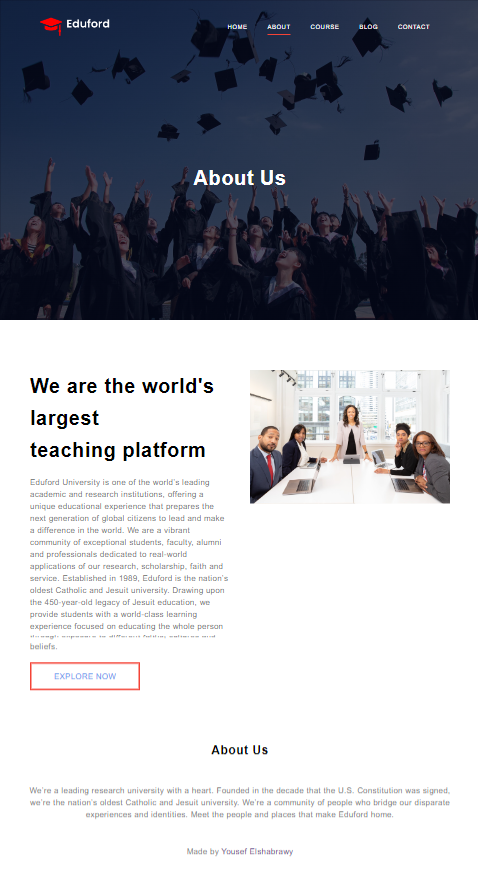 Eduford
HOME ABOUT COURSE BLOG CONTACT
About Us
We are the world's
largest
teaching platform
Eduford University is one of the world's leading
academic and research institutions, offering a
unique educational experience that prepares the
next generation of global citizens to lead and make
a difference in the world. We are a vibrant
community of exceptional students, faculty, alumni
and professionals dedicated to real-world
applications of our research, scholarship, faith and
service. Established in 1989, Eduford is the nation's
oldest Catholic and Jesuit university. Drawing upon
the 450-year-old legacy of Jesuit education, we
provide students with a world-class learning
experience focused on educating the whole person
through exposure to different faiths, cultures and
beliefs.
EXPLORE NOW
About Us
We're a leading research university with a heart. Founded in the decade that the U.S. Constitution was signed,
we're the nation's oldest Catholic and Jesuit university. We're a community of people who bridge our disparate
experiences and identities. Meet the people and places that make Eduford home.
Made by Yousef Elshabrawy